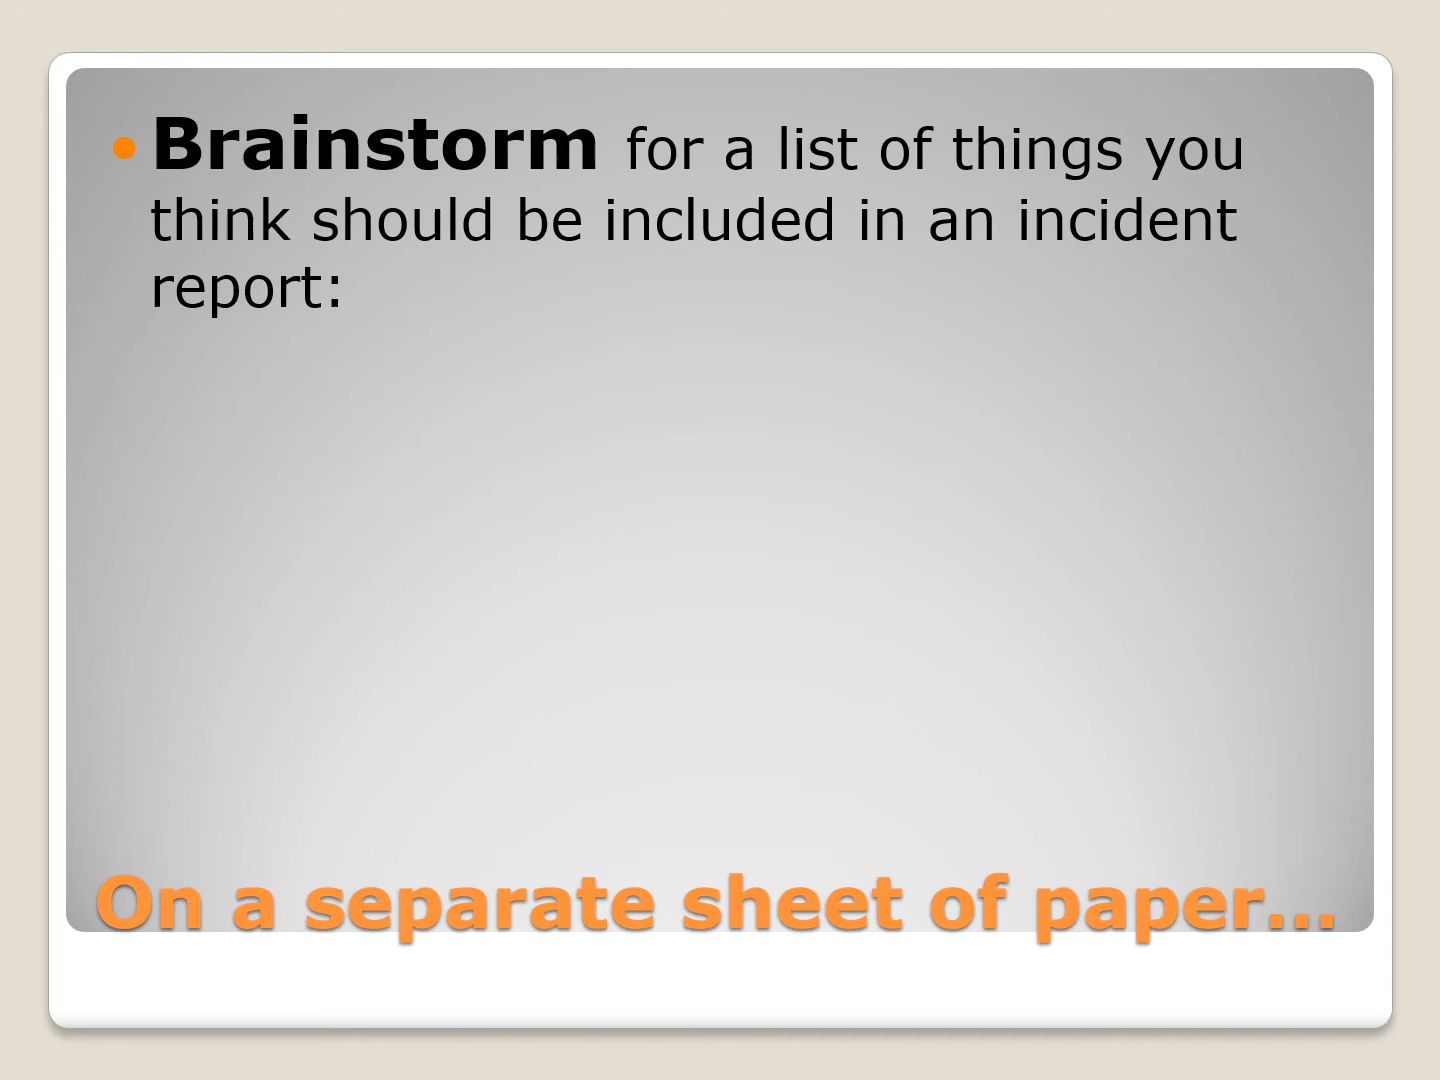 Brainstorm for a list of things you
think should be included in an incident
report:
On a separate sheet of paper…